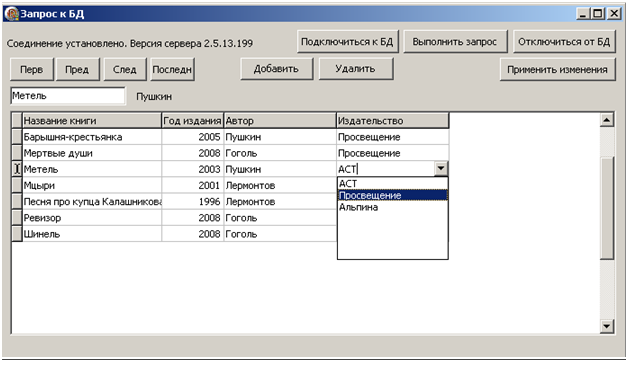 Запрос к БД
Соединение установлено. Версия сервера 2.5.13.199 Подключиться к БД Выполнить запрос Отключиться от БД
Перв Пред След Последн Добавить Удалить Применить изменения
Метель Пушкин
Название книги Год издания Автор Издательство
Барышня-крестьянка 2005 Пушкин Просвещение
Мертвые души 2008 Гоголь Просвещение
Метель 2003 Пушкин АСТ
Мцыри 2001 Лермонтов АСТ
Песня про купца Калашникова 1996 Лермонтов Просвещение
Ревизор 2008 Гоголь Альпина
Шинель 2008 Гоголь